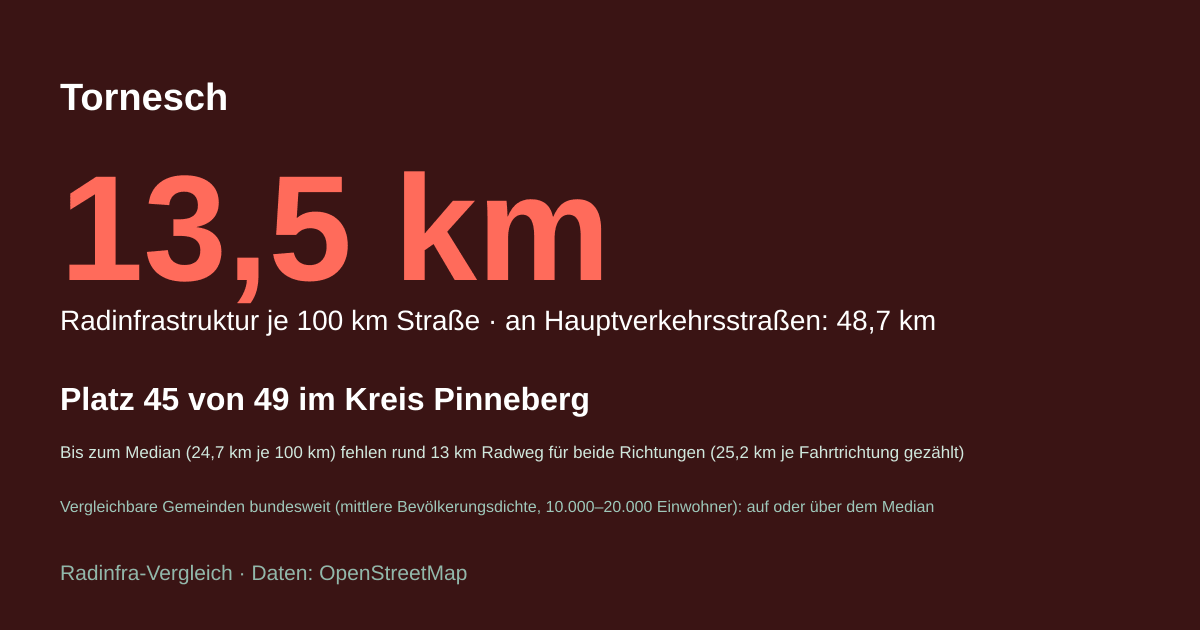 Tornesch
13,5 km
Radinfrastruktur je 100 km Straße · an Hauptverkehrsstraßen: 48,7 km
Platz 45 von 49 im Kreis Pinneberg
Bis zum Median (24,7 km je 100 km) fehlen rund 13 km Radweg für beide Richtungen (25,2 km je Fahrtrichtung gezählt)
Vergleichbare Gemeinden bundesweit (mittlere Bevölkerungsdichte, 10.000–20.000 Einwohner): auf oder über dem Median
Radinfra-Vergleich · Daten: OpenStreetMap